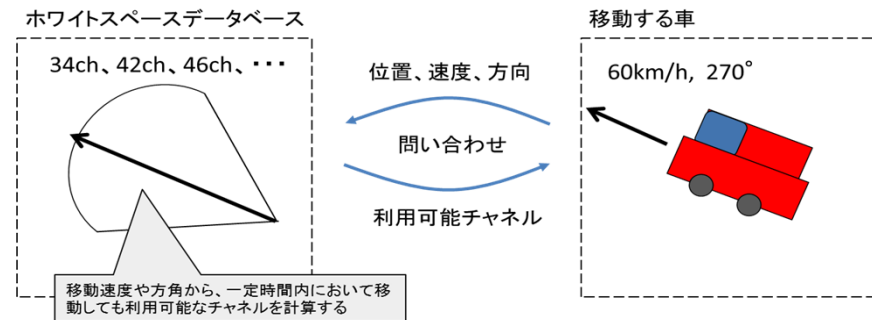 ホワイトスペースデータベース
移動する車
34ch、42ch、46ch、・・・
位置、速度、方向
60km/h, 270°
問い合わせ
利用可能チャネル
移動速度や方角から、一定時間内において移
動しても利用可能なチャネルを計算する